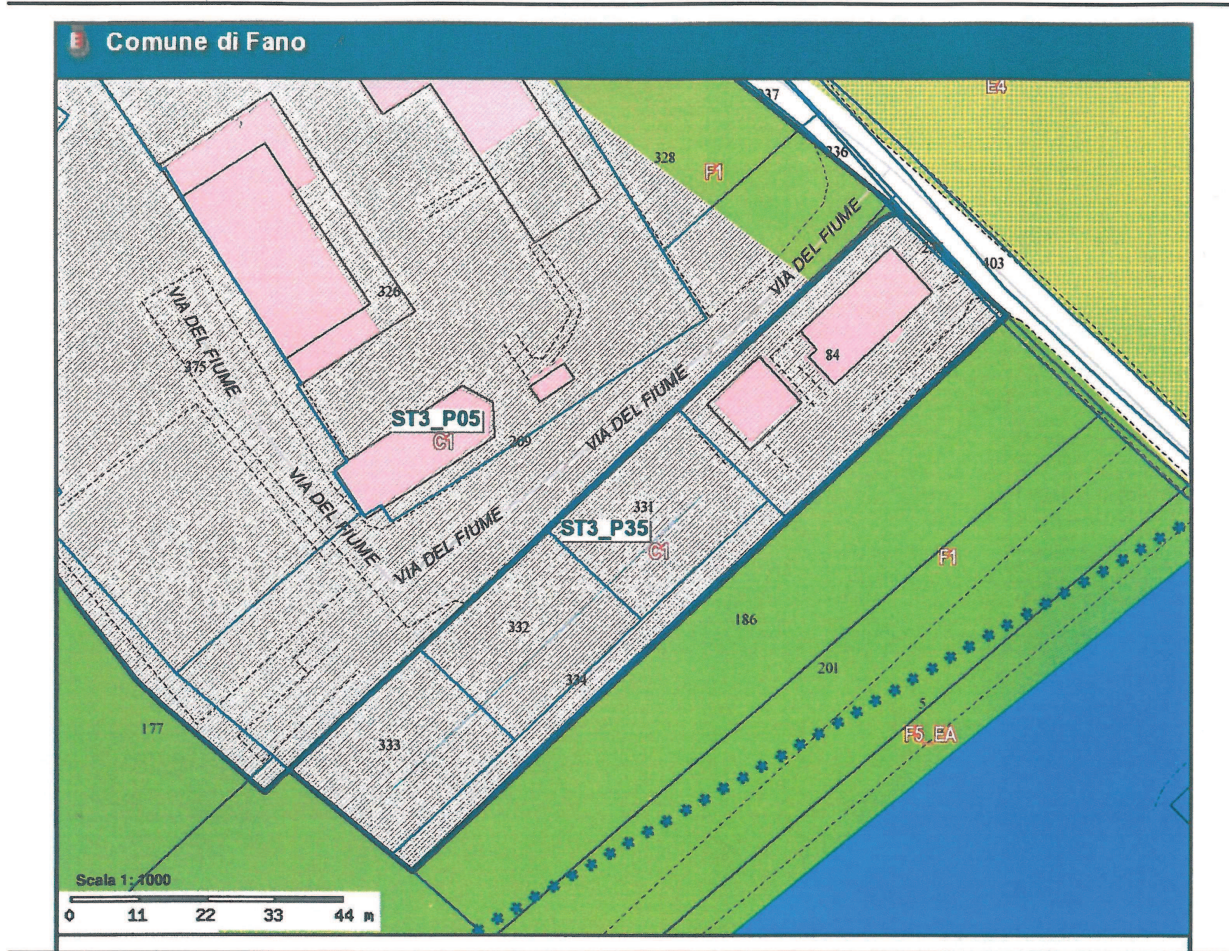 Comune di Fano
E4
337
336
328
F1
VIA DEL FIUME
403
326
VIA DEL FIUME
375
84
ST3_P05
C1
269
VIA DEL FIUME
VIA DEL FIUME
331
ST3_P35
C1
VIA DEL FIUME
F1
332
186
201
334
5
177
333
F5_EA
Scala 1: 1000
0 11 22 33 44 m